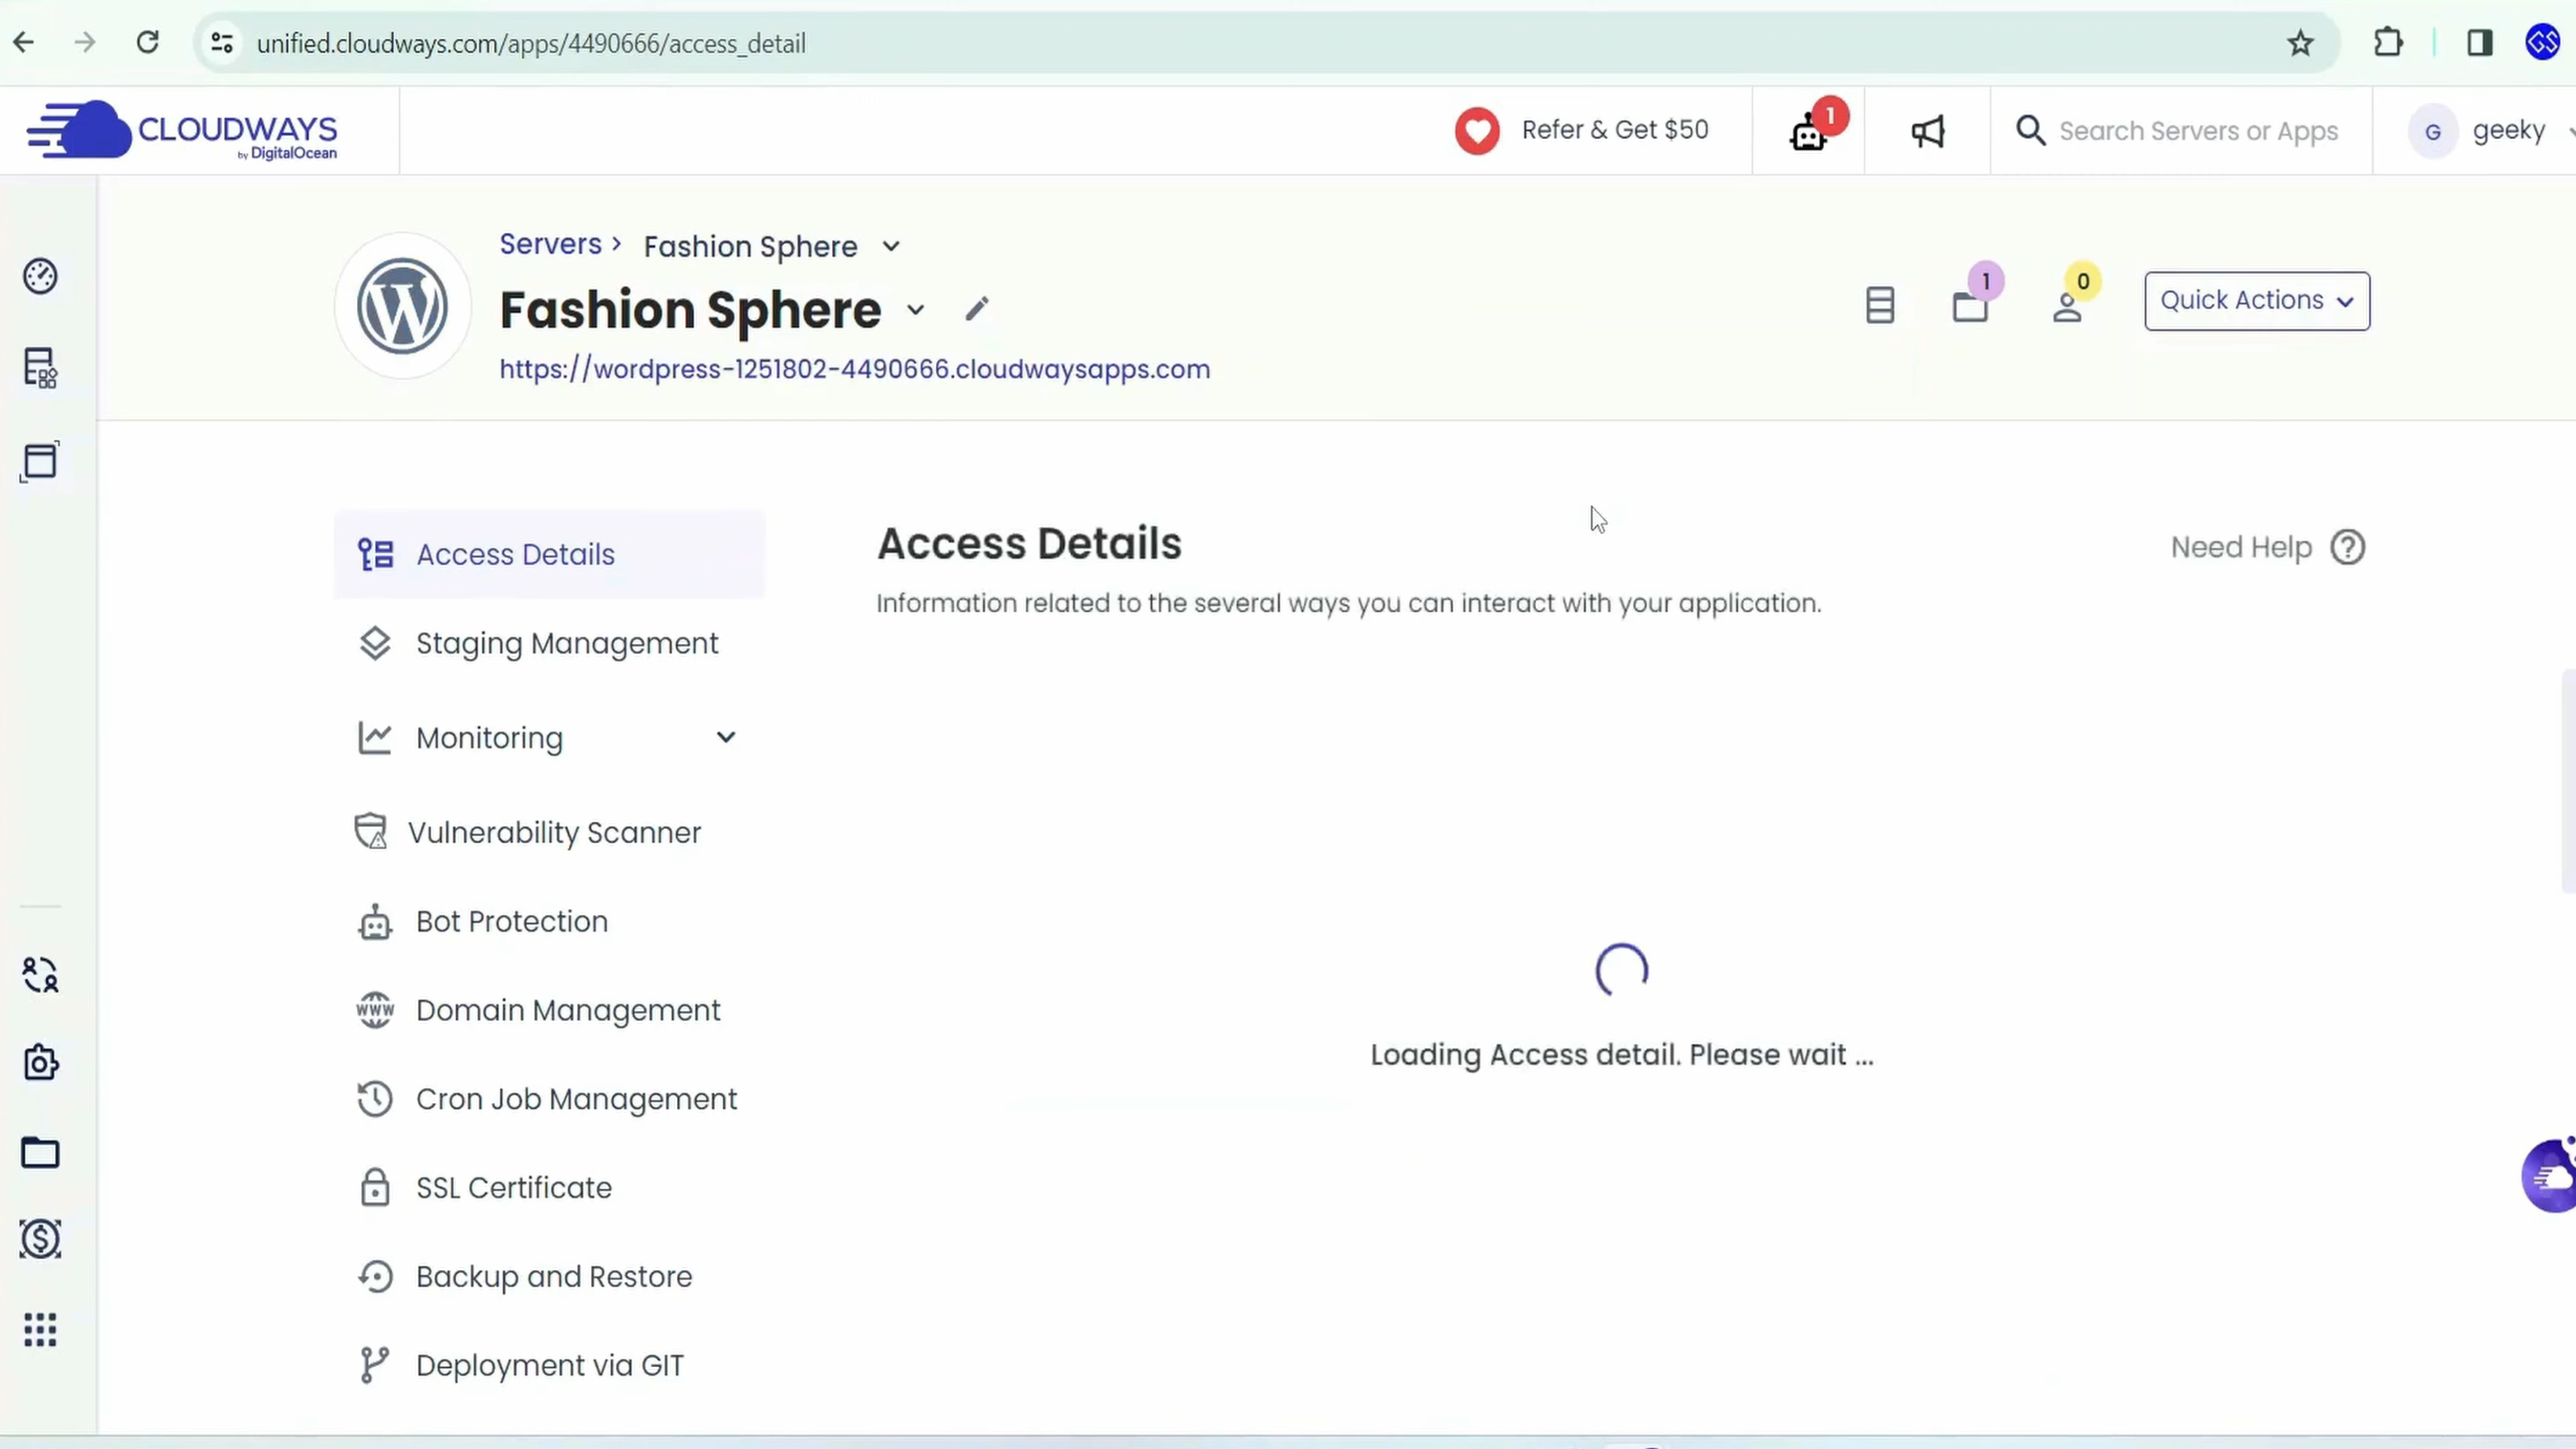 unified.cloudways.com/apps/4490666/access_detail
CLOUDWAYS
by DigitalOcean
Refer & Get $50
1
Search Servers or Apps
G
geeky
Servers › Fashion Sphere
Fashion Sphere
https://wordpress-1251802-4490666.cloudwaysapps.com
1
0
Quick Actions
Access Details
Staging Management
Monitoring
Vulnerability Scanner
Bot Protection
Domain Management
Cron Job Management
SSL Certificate
Backup and Restore
Deployment via GIT
Access Details
Need Help
Information related to the several ways you can interact with your application.
Loading Access detail. Please wait ...